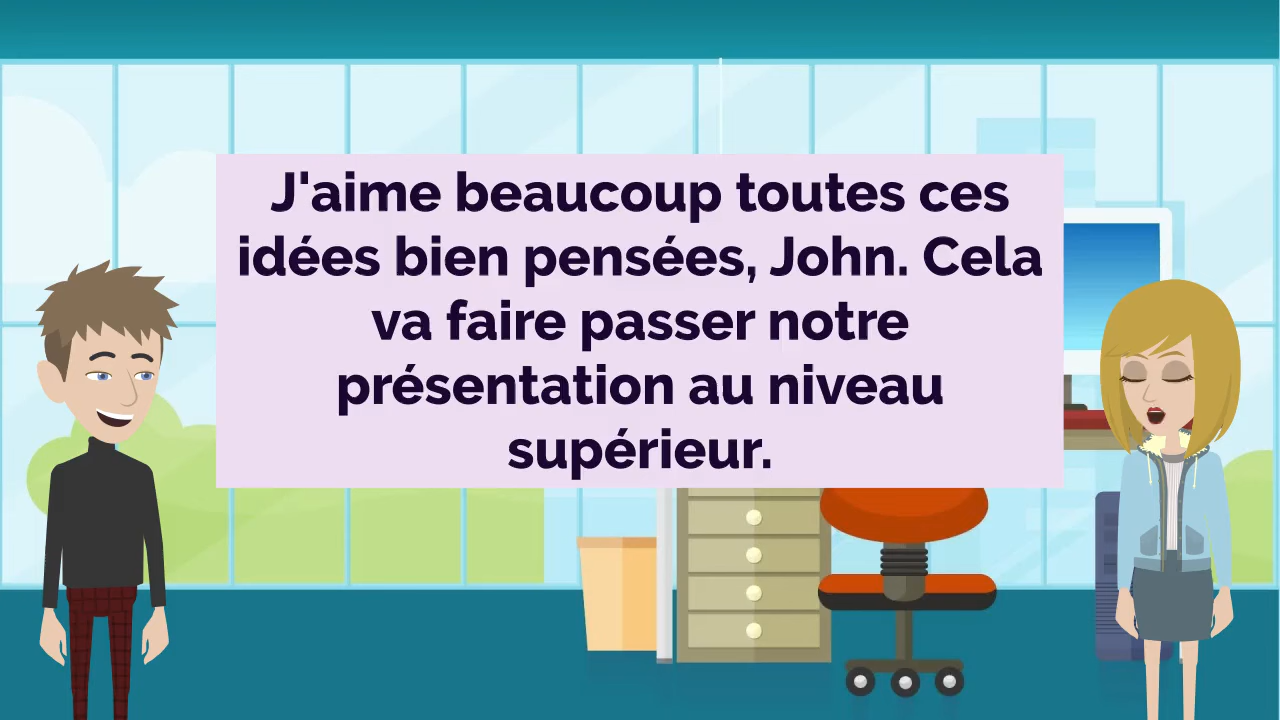 J'aime beaucoup toutes ces
idées bien pensées, John. Cela
va faire passer notre
présentation au niveau
supérieur.